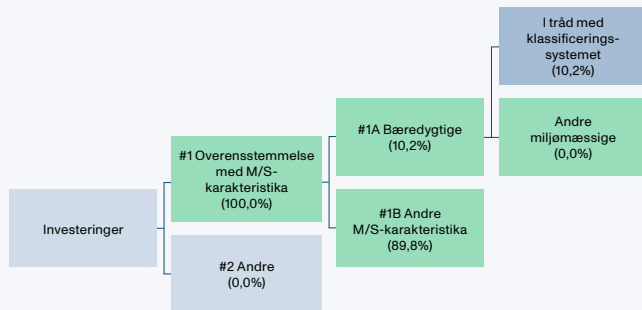 Investeringer
#1 Overensstemmelse
med M/S-
karakteristika
(100,0%)
#2 Andre
(0,0%)
#1A Bæredygtige
(10,2%)
#1B Andre
M/S-karakteristika
(89,8%)
I tråd med
klassificerings-
systemet
(10,2%)
Andre
miljømæssige
(0,0%)